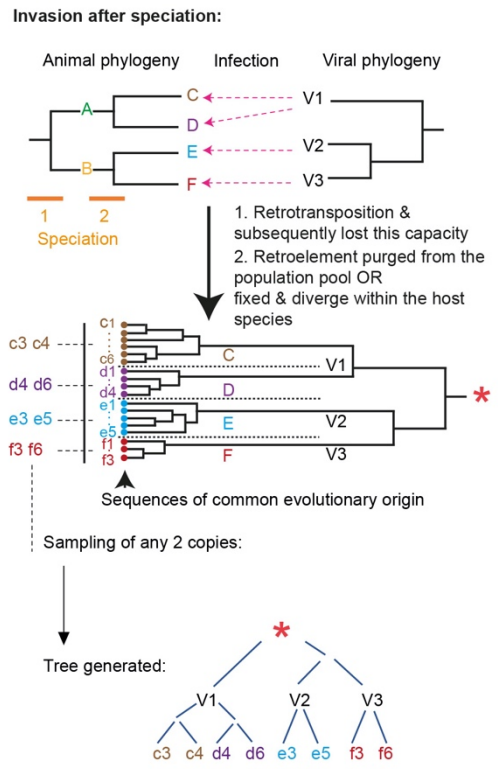 Invasion after speciation:
Animal phylogeny Infection Viral phylogeny
C V1
A
D
E V2
B
F V3
1 2
Speciation
1. Retrotransposition &
subsequently lost this capacity
2. Retroelement purged from the
population pool OR
fixed & diverge within the host
species
c1
c3 c4 C
c6 V1
d1
d4 d6 D
d4
e1
e3 e5 E V2
e5
f1
f3 f6 F V3
f3
*
Sequences of common evolutionary origin
Sampling of any 2 copies:
*
Tree generated:
V1 V2 V3
c3 c4 d4 d6 e3 e5 f3 f6